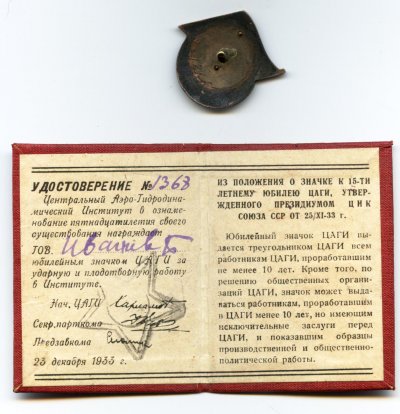 УДОСТОВЕРЕНИЕ № 1368
Центральный Аэро-Гидродина-
мический Институт в ознаме-
нование пятнадцатилетия своего
существования награждает
ТОВ.
юбилейным значком ЦАГИ за
ударную и плодотворную работу
в Институте.
Нач. ЦАГИ
Секр. парткома
Предзавкома
23 декабря 1933 г.
ИЗ ПОЛОЖЕНИЯ О ЗНАЧКЕ К 15-ТИ
ЛЕТНЕМУ ЮБИЛЕЮ ЦАГИ, УТВЕР-
ЖДЕННОГО ПРЕЗИДИУМОМ ЦИК
СОЮЗА ССР ОТ 25/XI-33 г.
Юбилейный значок ЦАГИ вы-
дается треугольником ЦАГИ всем
работникам ЦАГИ, проработавшим
не менее 10 лет. Кроме того, по
решению общественных органи-
заций ЦАГИ, значок может выда-
ваться работникам, проработавшим
в ЦАГИ менее 10 лет, но имеющим
исключительные заслуги перед
ЦАГИ, и показавшим образцы
производственной и общественно-
политической работы.